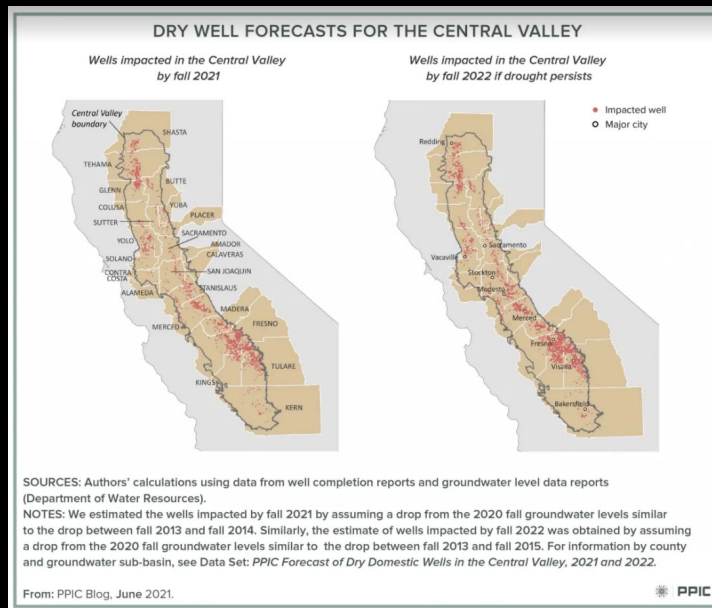 DRY WELL FORECASTS FOR THE CENTRAL VALLEY
Wells impacted in the Central Valley
by fall 2021
Central Valley
boundary
SHASTA
TEHAMA
BUTTE
GLENN
COLUSA
YUBA
PLACER
SUTTER
SACRAMENTO
YOLO
AMADOR
CALAVERAS
SOLANO
SAN JOAQUIN
CONTRA
COSTA
STANISLAUS
ALAMEDA
MADERA
MERCED
FRESNO
TULARE
KINGS
KERN
Wells impacted in the Central Valley
by fall 2022 if drought persists
Impacted well
Major city
Redding
Sacramento
Vacaville
Stockton
Modesto
Merced
Fresno
Visalia
Bakersfield
SOURCES: Authors' calculations using data from well completion reports and groundwater level data reports
(Department of Water Resources).
NOTES: We estimated the wells impacted by fall 2021 by assuming a drop from the 2020 fall groundwater levels similar
to the drop between fall 2013 and fall 2014. Similarly, the estimate of wells impacted by fall 2022 was obtained by assuming
a drop from the 2020 fall groundwater levels similar to the drop between fall 2013 and fall 2015. For information by county
and groundwater sub-basin, see Data Set: PPIC Forecast of Dry Domestic Wells in the Central Valley, 2021 and 2022.
From: PPIC Blog, June 2021.
PPIC